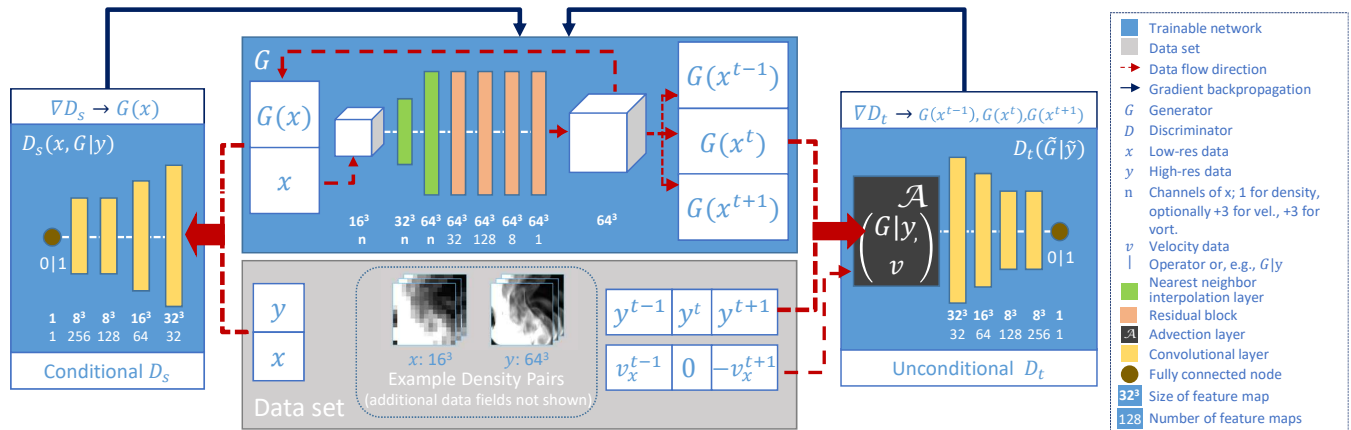 ∇D_s → G(x)
D_s(x, G|y)
0|1
1 8³ 8³ 16³ 32³
1 256 128 64 32
Conditional D_s
G
G(x)
x
16³ 32³ 64³ 64³ 64³ 64³ 64³ 64³
n n n 32 128 8 1
G(x^{t−1})
G(x^t)
G(x^{t+1})
y
x
x: 16³ y: 64³
Example Density Pairs
(additional data fields not shown)
Data set
y^{t−1} y^t y^{t+1}
v_x^{t−1} 0 −v_x^{t+1}
∇D_t → G(x^{t−1}), G(x^t),G(x^{t+1})
D_t(G̃|ỹ)
𝒜
(G|y,
v)
0|1
32³ 16³ 8³ 8³ 1
32 64 128 256 1
Unconditional D_t
Trainable network
Data set
Data flow direction
Gradient backpropagation
G Generator
D Discriminator
x Low-res data
y High-res data
n Channels of x; 1 for density,
optionally +3 for vel., +3 for
vort.
v Velocity data
| Operator or, e.g., G|y
Nearest neighbor
interpolation layer
Residual block
𝒜 Advection layer
Convolutional layer
Fully connected node
32³ Size of feature map
128 Number of feature maps